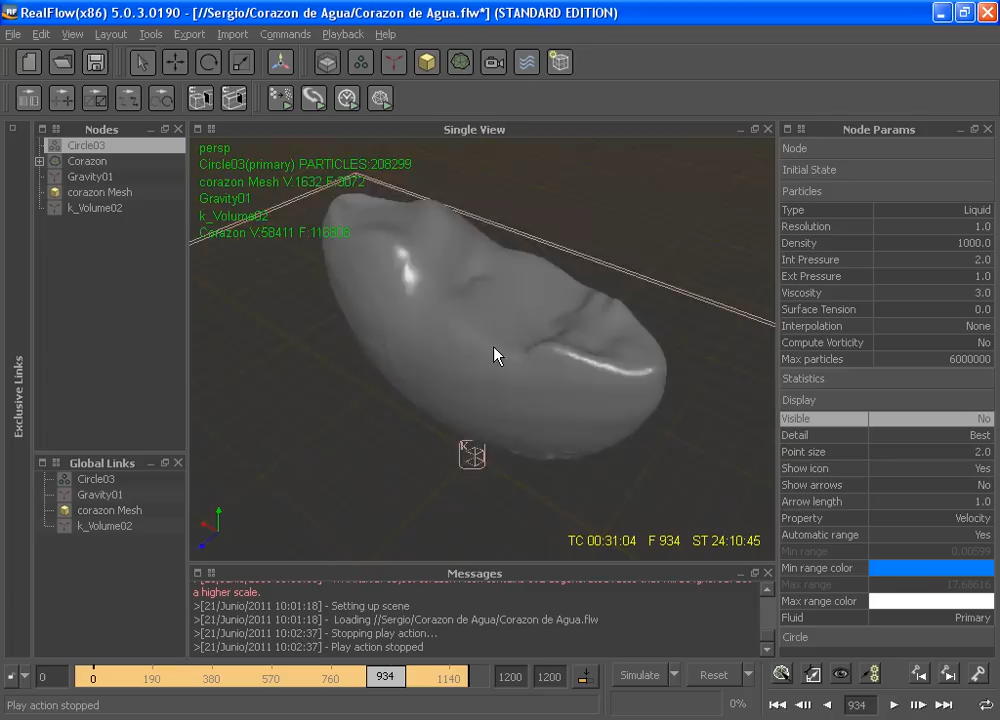 RealFlow(x86) 5.0.3.0190 - [//Sergio/Corazon de Agua/Corazon de Agua.flw*] (STANDARD EDITION)
File Edit View Layout Tools Export Import Commands Playback Help
Nodes
Circle03
Corazon
Gravity01
corazon Mesh
k_Volume02
Exclusive Links
Global Links
Circle03
Gravity01
corazon Mesh
k_Volume02
Single View
persp
Circle03(primary) PARTICLES:208299
corazon Mesh V:1632 F:3072
Gravity01
k_Volume02
Corazon V:58411 F:116808
K
TC 00:31:04 F 934 ST 24:10:45
Messages
a higher scale.
>[21/Junio/2011 10:01:18] - Setting up scene
>[21/Junio/2011 10:01:18] - Loading //Sergio/Corazon de Agua/Corazon de Agua.flw
>[21/Junio/2011 10:02:37] - Stopping play action...
>[21/Junio/2011 10:02:37] - Play action stopped
Node Params
Node
Initial State
Particles
Type Liquid
Resolution 1.0
Density 1000.0
Int Pressure 2.0
Ext Pressure 1.0
Viscosity 3.0
Surface Tension 0.0
Interpolation None
Compute Vorticity No
Max particles 6000000
Statistics
Display
Visible No
Detail Best
Point size 2.0
Show icon Yes
Show arrows No
Arrow length 1.0
Property Velocity
Automatic range Yes
Min range 0.00599
Min range color
Max range 17.68616
Max range color
Fluid Primary
Circle
0 0 190 380 570 760 934 1140 1200 1200
Simulate Reset
Play action stopped
0% 934